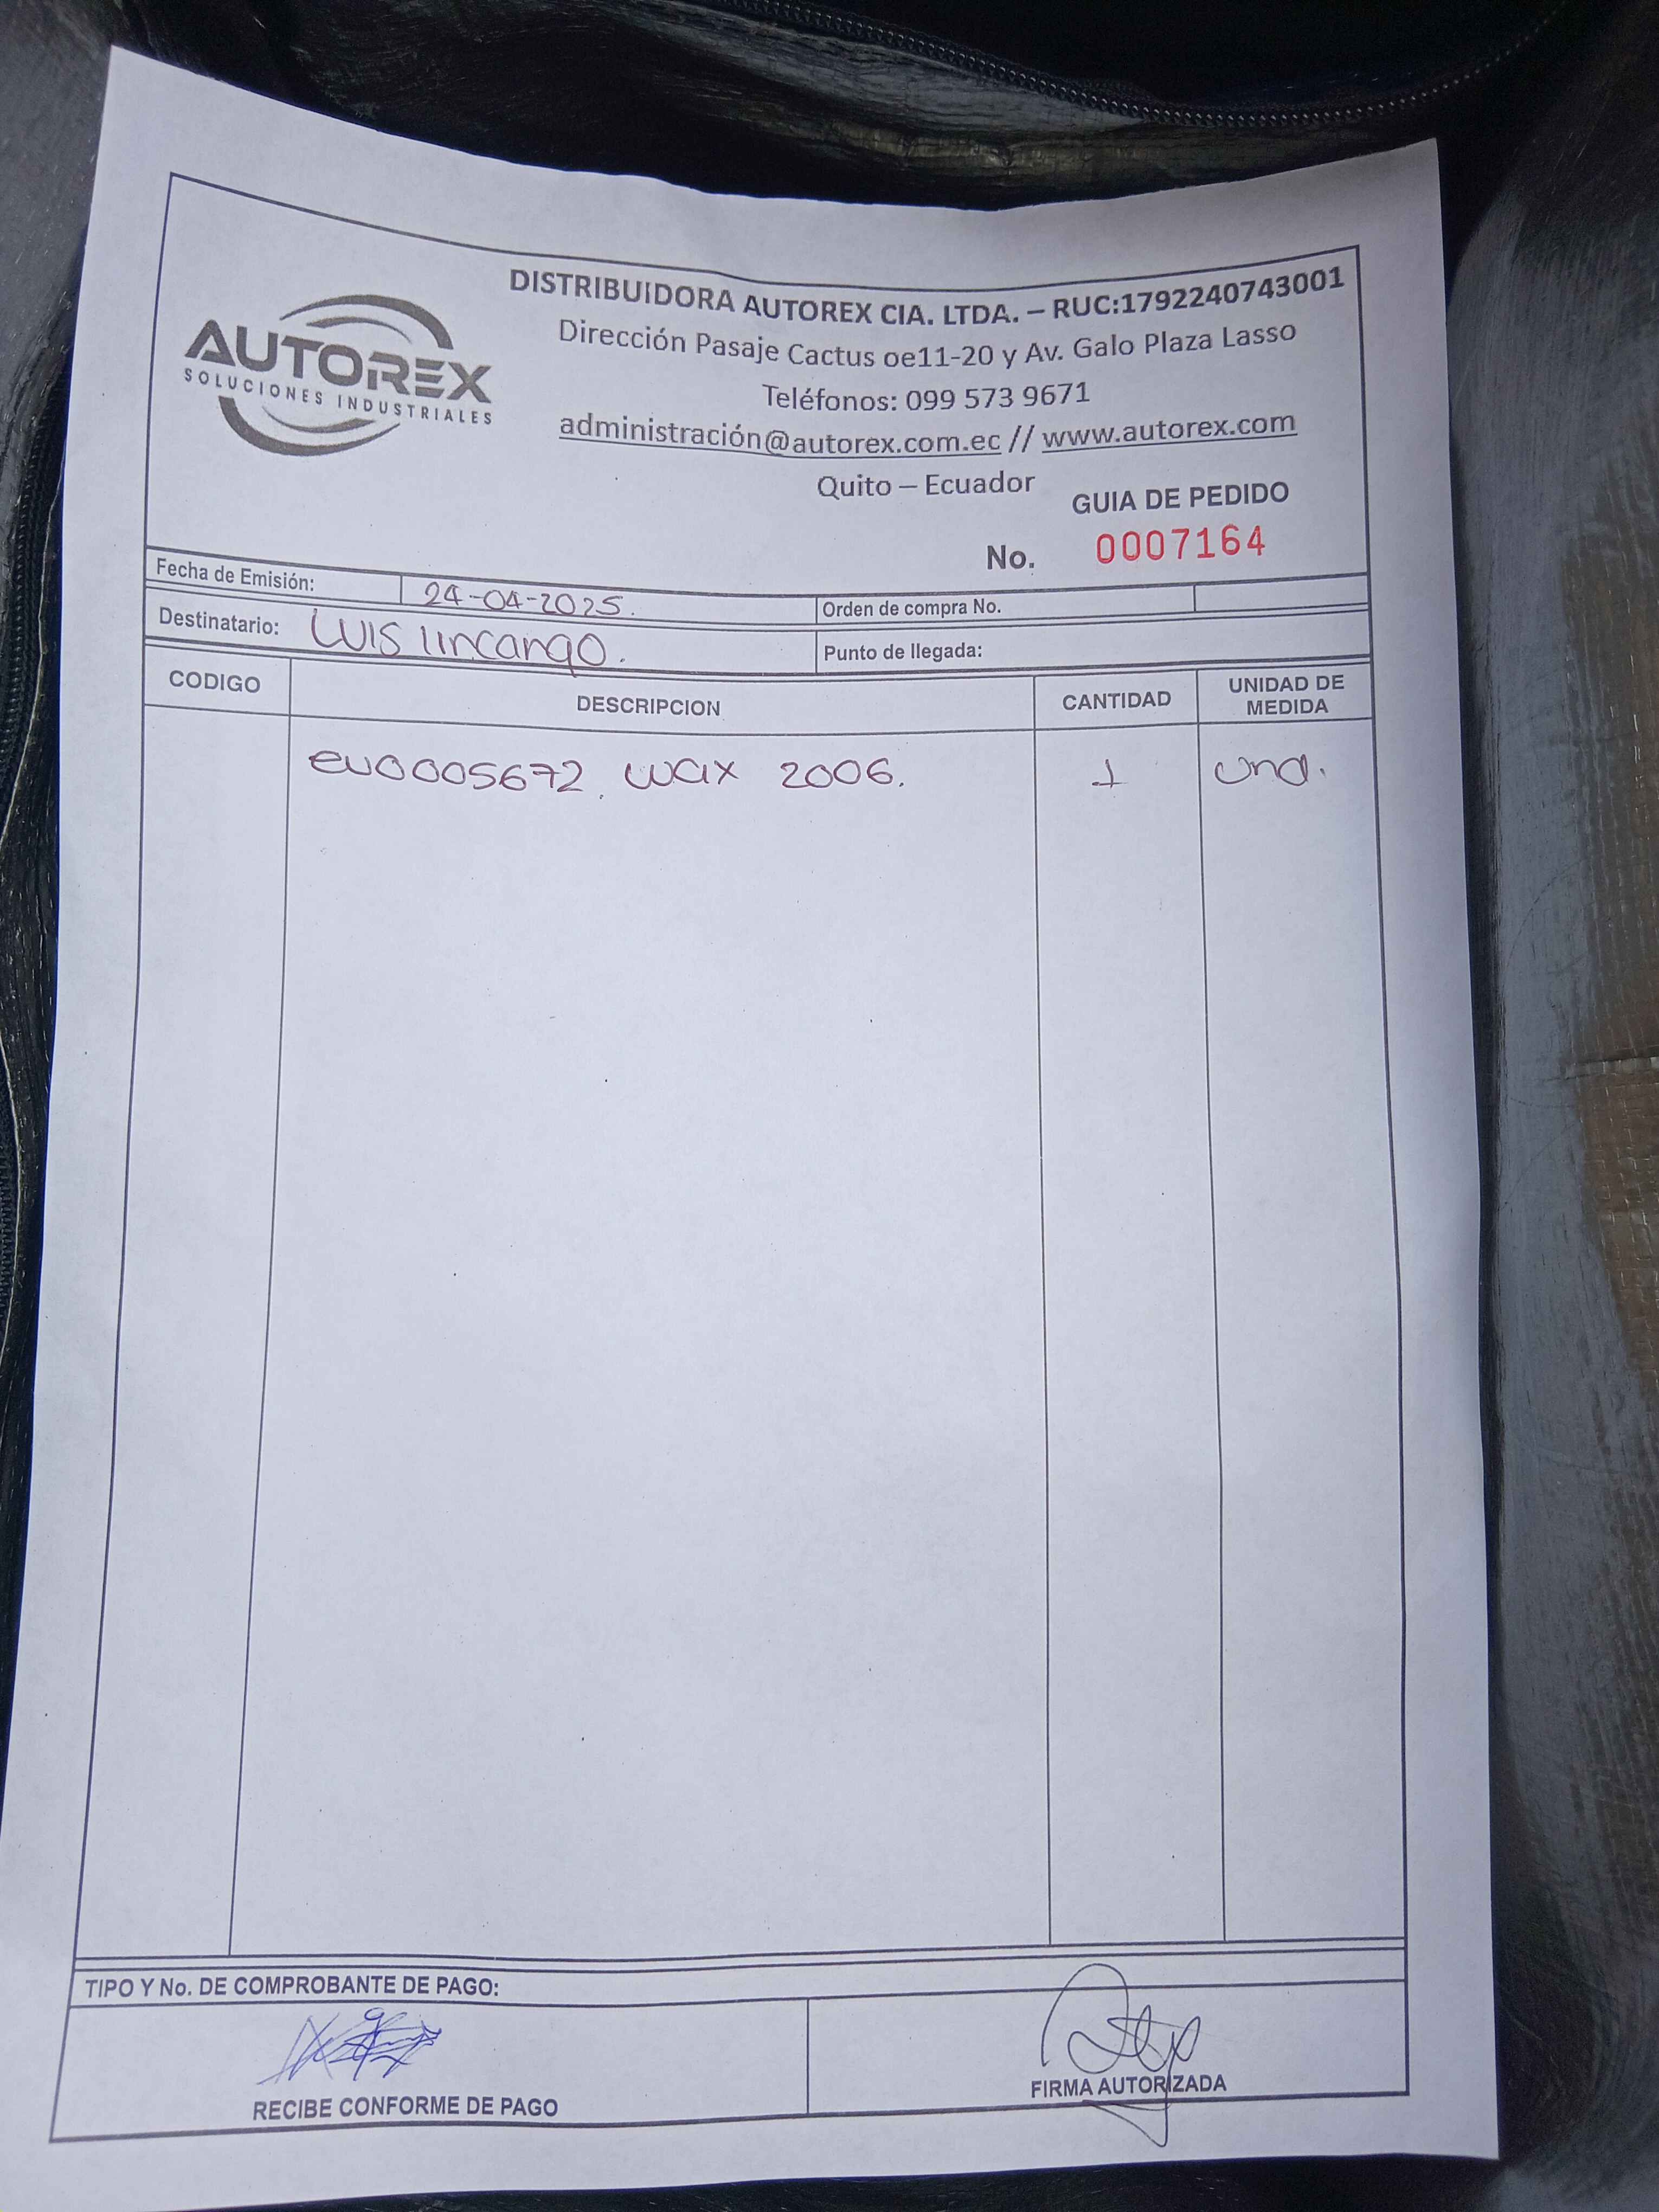 AUTOREX
SOLUCIONES INDUSTRIALES
DISTRIBUIDORA AUTOREX CIA. LTDA. – RUC:1792240743001
Dirección Pasaje Cactus oe11-20 y Av. Galo Plaza Lasso
Teléfonos: 099 573 9671
administración@autorex.com.ec // www.autorex.com
Quito – Ecuador
GUIA DE PEDIDO
No. 0007164
Fecha de Emisión: 24-04-2025. Orden de compra No.
Destinatario: LUIS lincango. Punto de llegada:
CODIGO DESCRIPCION CANTIDAD UNIDAD DE MEDIDA
eu0005672. wax 2006. 1 und.
TIPO Y No. DE COMPROBANTE DE PAGO:
RECIBE CONFORME DE PAGO FIRMA AUTORIZADA